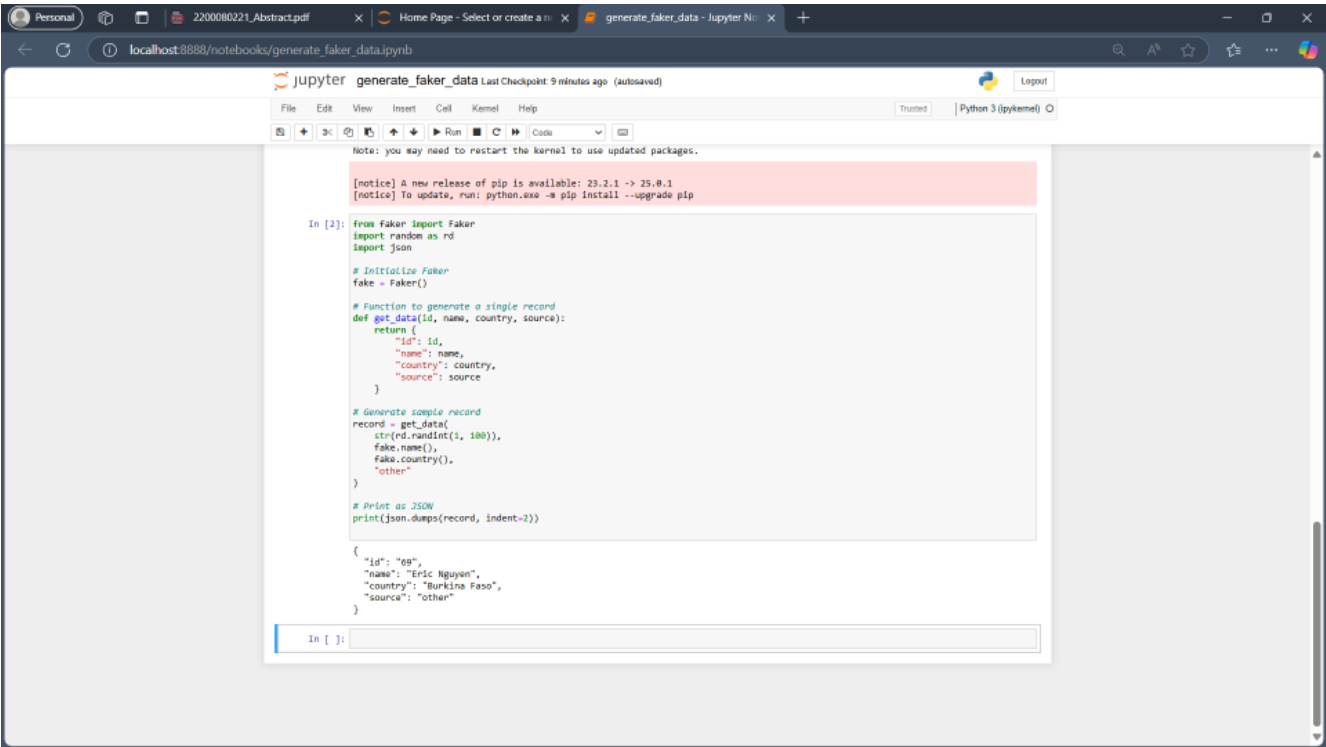 Personal
2200080221_Abstract.pdf
Home Page - Select or create a n
generate_faker_data - Jupyter No
localhost:8888/notebooks/generate_faker_data.ipynb
jupyter generate_faker_data Last Checkpoint: 9 minutes ago (autosaved)
Logout
File Edit View Insert Cell Kernel Help
Trusted
Python 3 (ipykernel)
Run
Code
Note: you may need to restart the kernel to use updated packages.
[notice] A new release of pip is available: 23.2.1 -> 25.0.1
[notice] To update, run: python.exe -m pip install --upgrade pip
In [2]:
from faker import Faker
import random as rd
import json
# Initialize Faker
fake = Faker()
# Function to generate a single record
def get_data(id, name, country, source):
    return {
        "id": id,
        "name": name,
        "country": country,
        "source": source
    }
# Generate sample record
record = get_data(
    str(rd.randint(1, 100)),
    fake.name(),
    fake.country(),
    "other"
)
# Print as JSON
print(json.dumps(record, indent=2))
{
  "id": "69",
  "name": "Eric Nguyen",
  "country": "Burkina Faso",
  "source": "other"
}
In [ ]: